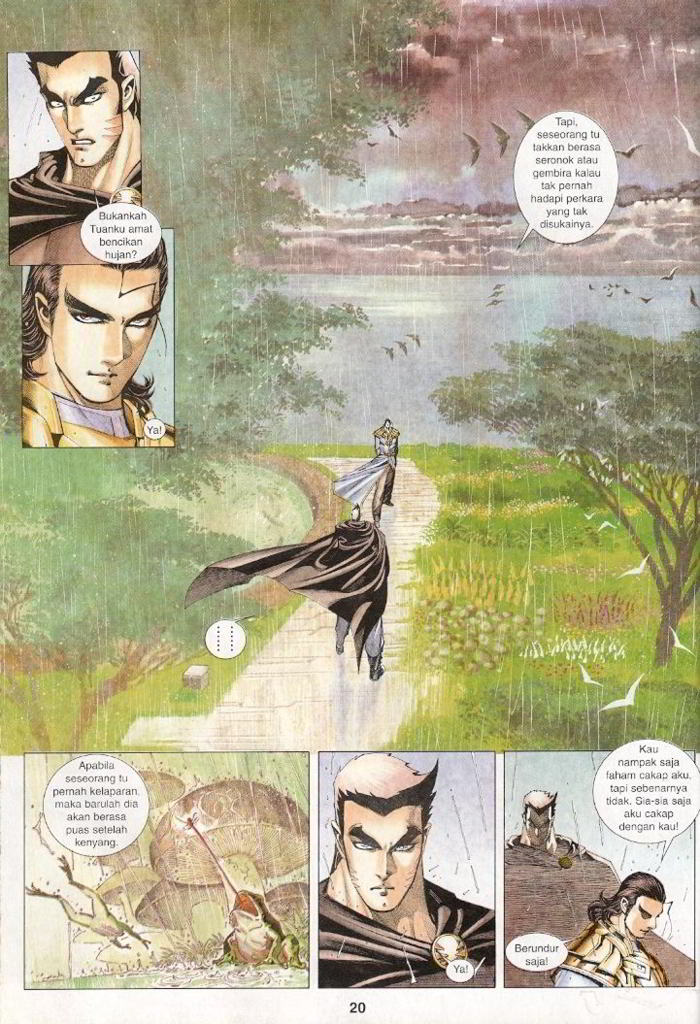 Bukankah
Tuanku amat
bencikan
hujan?
Ya!
Tapi,
seseorang tu
takkan berasa
seronok atau
gembira kalau
tak pernah
hadapi perkara
yang tak
disukainya.
Apabila
seseorang tu
pernah kelaparan,
maka barulah dia
akan berasa
puas setelah
kenyang.
Ya!
Kau
nampak saja
faham cakap aku,
tapi sebenarnya
tidak. Sia-sia saja
aku cakap
dengan kau!
Berundur
saja!
20